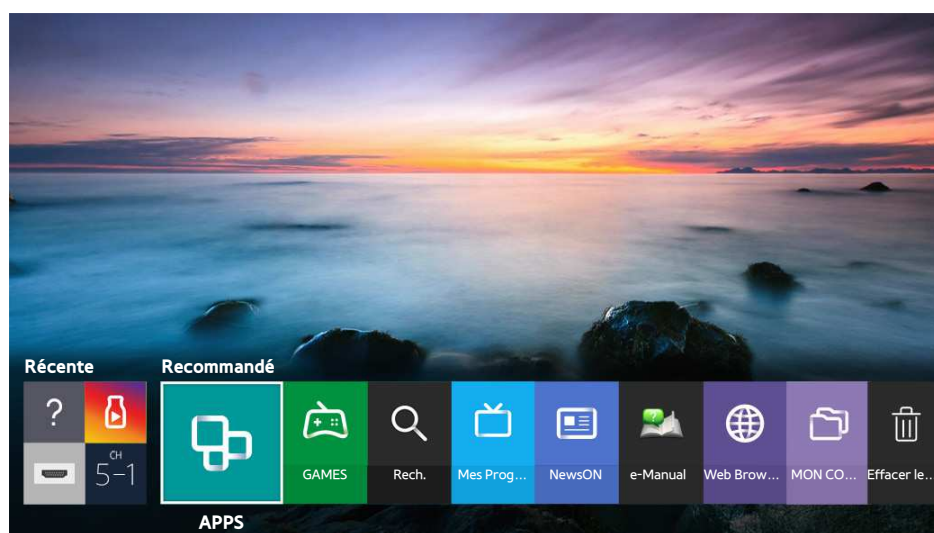 Récente
Recommandé
?
CH
5-1
GAMES
Rech.
Mes Prog...
NewsON
e-Manual
Web Brow...
MON CO...
Effacer le...
APPS